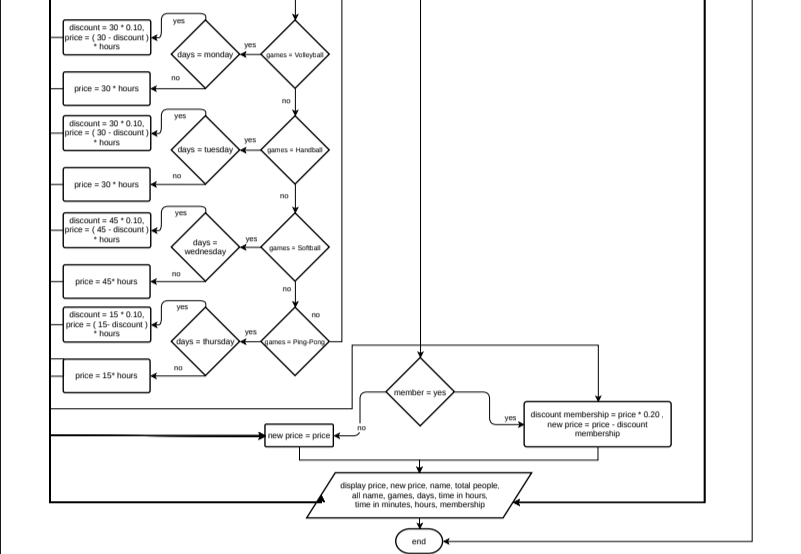 yes
discount = 30 * 0.10,
price = ( 30 - discount )
* hours
days = monday
yes
games = Volleyball
no
price = 30 * hours
no
yes
discount = 30 * 0.10,
price = ( 30 - discount )
* hours
days = tuesday
yes
games = Handball
no
price = 30 * hours
no
yes
discount = 45 * 0.10,
price = ( 45 - discount )
* hours
days =
wednesday
yes
games = Softball
no
price = 45* hours
no
yes
discount = 15 * 0.10,
price = ( 15- discount )
* hours
no
days = thursday
yes
games = Ping-Pong
no
price = 15* hours
member = yes
no
yes
discount membership = price * 0.20 ,
new price = price - discount
membership
new price = price
display price, new price, name, total people,
all name, games, days, time in hours,
time in minutes, hours, membership
end